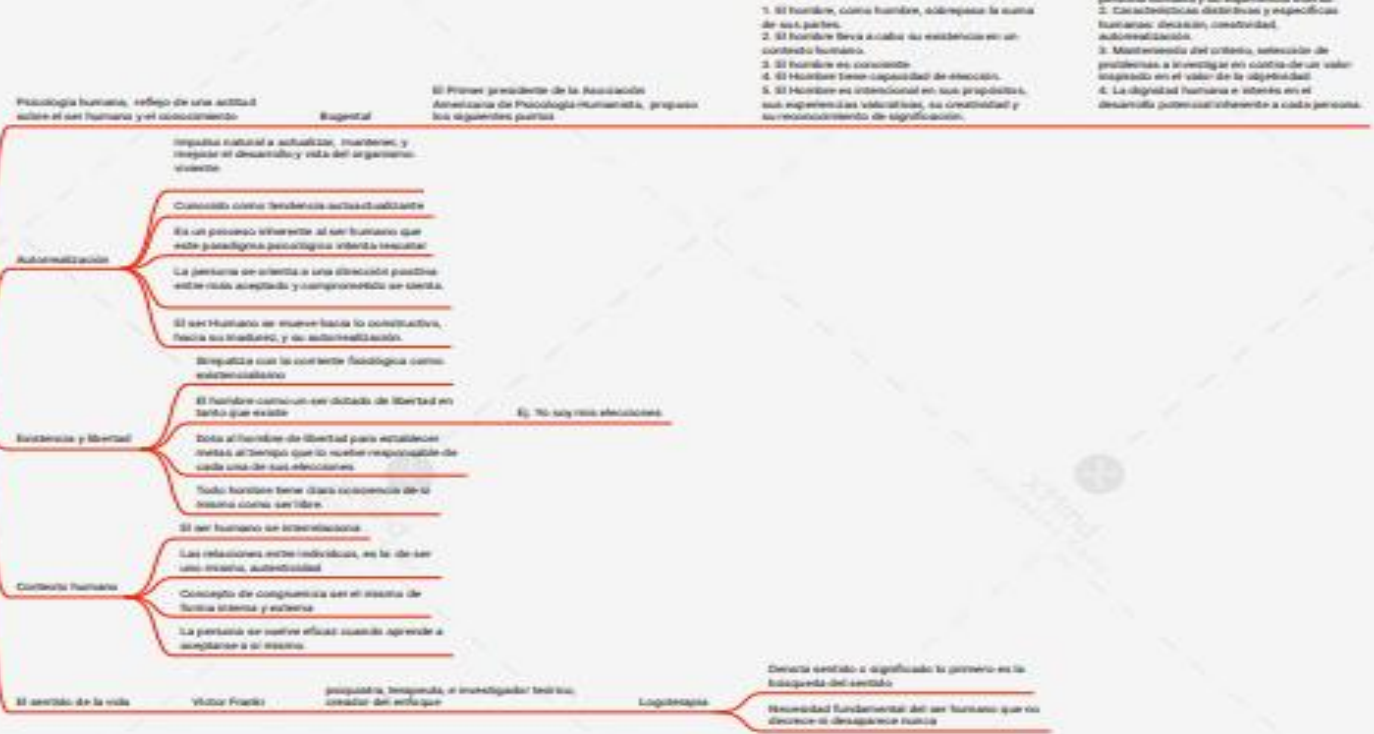 1. El hombre, como hombre, sobrepasa la suma
de sus partes.
2. El hombre lleva a cabo su existencia en un
contexto humano.
3. El hombre es consciente.
4. El Hombre tiene capacidad de elección.
5. El Hombre es intencional en sus propósitos,
sus experiencias valorativas, su creatividad y
su reconocimiento de significación.
2. Características distintivas y específicas
humanas: decisión, creatividad,
autorrealización.
3. Mantenimiento del criterio, selección de
problemas a investigar en contra de un valor
inspirado en el valor de la objetividad
4. La dignidad humana e interés en el
desarrollo potencial inherente a cada persona.
Psicología humana, reflejo de una actitud
sobre el ser humano y el conocimiento
Bugental
El Primer presidente de la Asociación
Americana de Psicología Humanista, propuso
los siguientes puntos
Impulso natural a actualizar, mantener, y
mejorar el desarrollo y vida del organismo
viviente
Conocido como tendencia autoactualizante
Es un proceso inherente al ser humano que
este paradigma psicológico intenta rescatar
Autorrealización
La persona se orienta a una dirección positiva
entre más aceptado y comprometido se sienta.
El ser Humano se mueve hacia lo constructivo,
hacia su madurez, y su autorrealización.
Simpatiza con la corriente como
existencialismo
El hombre como un ser dotado de libertad en
tanto que existe
Ej. Yo soy mis elecciones
Existencia y libertad
Dota al hombre de libertad para establecer
metas al tiempo que lo vuelve responsable de
cada una de sus elecciones
Todo hombre tiene clara conciencia de sí
mismo como ser libre.
El ser humano se interrelaciona
Las relaciones entre individuos, es lo de ser
uno mismo, autenticidad
Contexto humano
Concepto de congruencia ser el mismo de
forma interna y externa
La persona se vuelve eficaz cuando aprende a
aceptarse a sí mismo.
El sentido de la vida
Víctor Frankl
psiquiatra, terapeuta, e investigador teórico,
creador del enfoque
Logoterapia
Denota sentido o significado lo primero es la
búsqueda del sentido
Necesidad fundamental del ser humano que no
decrece ni desaparece nunca
XMind